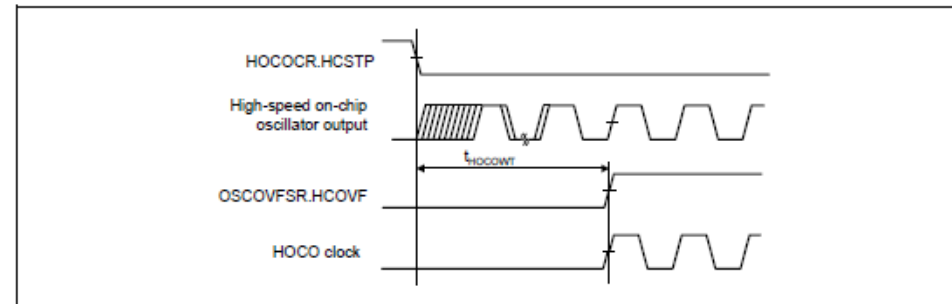 HOCOCR.HCSTP
High-speed on-chip
oscillator output
tHOCOWT
OSCOVFSR.HCOVF
HOCO clock